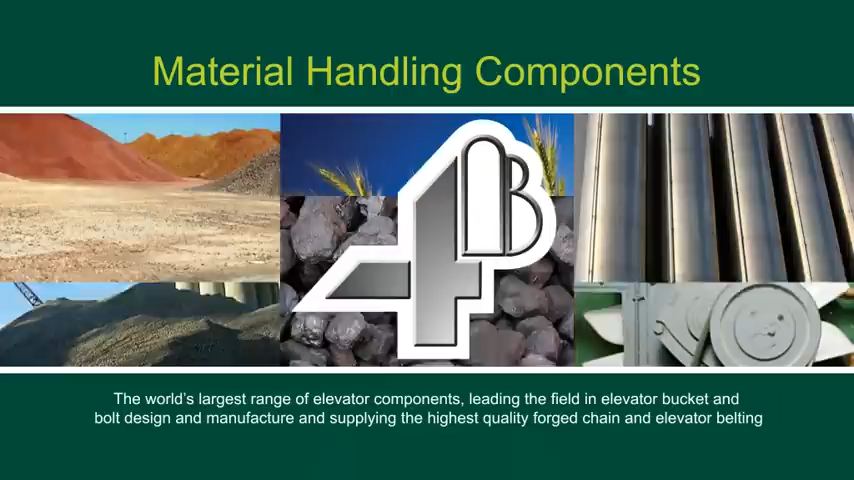 Material Handling Components
4B
The world's largest range of elevator components, leading the field in elevator bucket and
bolt design and manufacture and supplying the highest quality forged chain and elevator belting